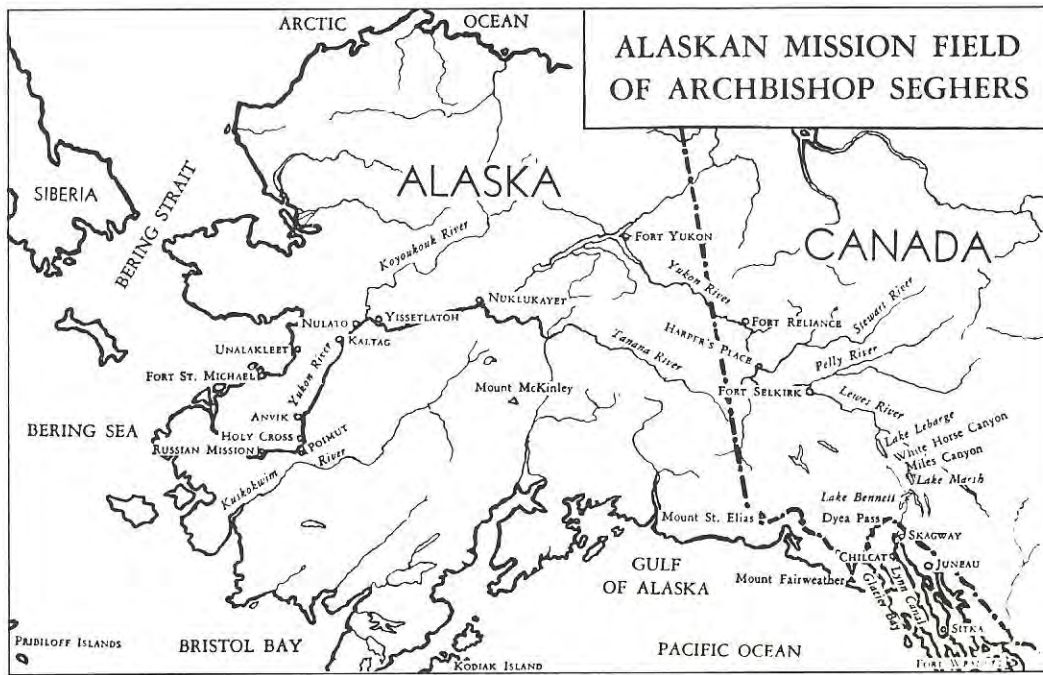 ALASKAN MISSION FIELD
OF ARCHBISHOP SEGHERS
ARCTIC
OCEAN
SIBERIA
BERING STRAIT
ALASKA
CANADA
Koyoukouk River
FORT YUKON
Yukon River
NUKLUKAYET
NULATO
YISSETLATOH
KALTAG
FORT RELIANCE
Stewart River
HARPER'S PLACE
UNALAKLEET
Tanana River
Pelly River
FORT ST. MICHAEL
Yukon River
Mount McKinley
FORT SELKIRK
Lewes River
ANVIK
BERING SEA
HOLY CROSS
Lake Lebarge
RUSSIAN MISSION
POIMUT
White Horse Canyon
Miles Canyon
Kuskokwim River
Lake Marsh
Lake Bennett
Mount St. Elias
Dyea Pass
SKAGWAY
GULF
OF ALASKA
CHILCAT
JUNEAU
Mount Fairweather
Lynn Canal
Glacier Bay
SITKA
PRIBILOFF ISLANDS
BRISTOL BAY
KODIAK ISLAND
PACIFIC OCEAN
FORT